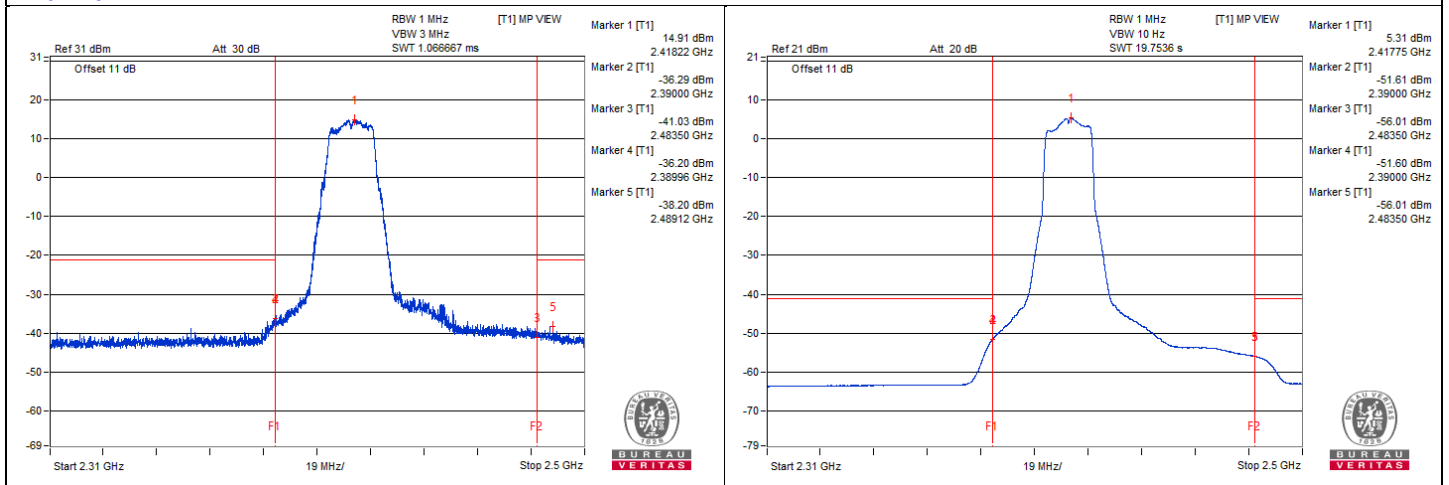 RBW 1 MHz [T1] MP VIEW
VBW 3 MHz
Ref 31 dBm Att 30 dB SWT 1.066667 ms
Offset 11 dB
Marker 1 [T1]
14.91 dBm
2.41822 GHz
Marker 2 [T1]
-36.29 dBm
2.39000 GHz
Marker 3 [T1]
-41.03 dBm
2.48350 GHz
Marker 4 [T1]
-36.20 dBm
2.38996 GHz
Marker 5 [T1]
-38.20 dBm
2.48912 GHz
31
20
10
0
-10
-20
-30
-40
-50
-60
-69
1
3
5
F1
F2
Start 2.31 GHz 19 MHz/ Stop 2.5 GHz
BUREAU VERITAS
1828
BUREAU
VERITAS
RBW 1 MHz [T1] MP VIEW
VBW 10 Hz
Ref 21 dBm Att 20 dB SWT 19.7536 s
Offset 11 dB
Marker 1 [T1]
5.31 dBm
2.41775 GHz
Marker 2 [T1]
-51.61 dBm
2.39000 GHz
Marker 3 [T1]
-56.01 dBm
2.48350 GHz
Marker 4 [T1]
-51.60 dBm
2.39000 GHz
Marker 5 [T1]
-56.01 dBm
2.48350 GHz
21
10
0
-10
-20
-30
-40
-50
-60
-70
-79
1
F1
F2
Start 2.31 GHz 19 MHz/ Stop 2.5 GHz
BUREAU VERITAS
1828
BUREAU
VERITAS